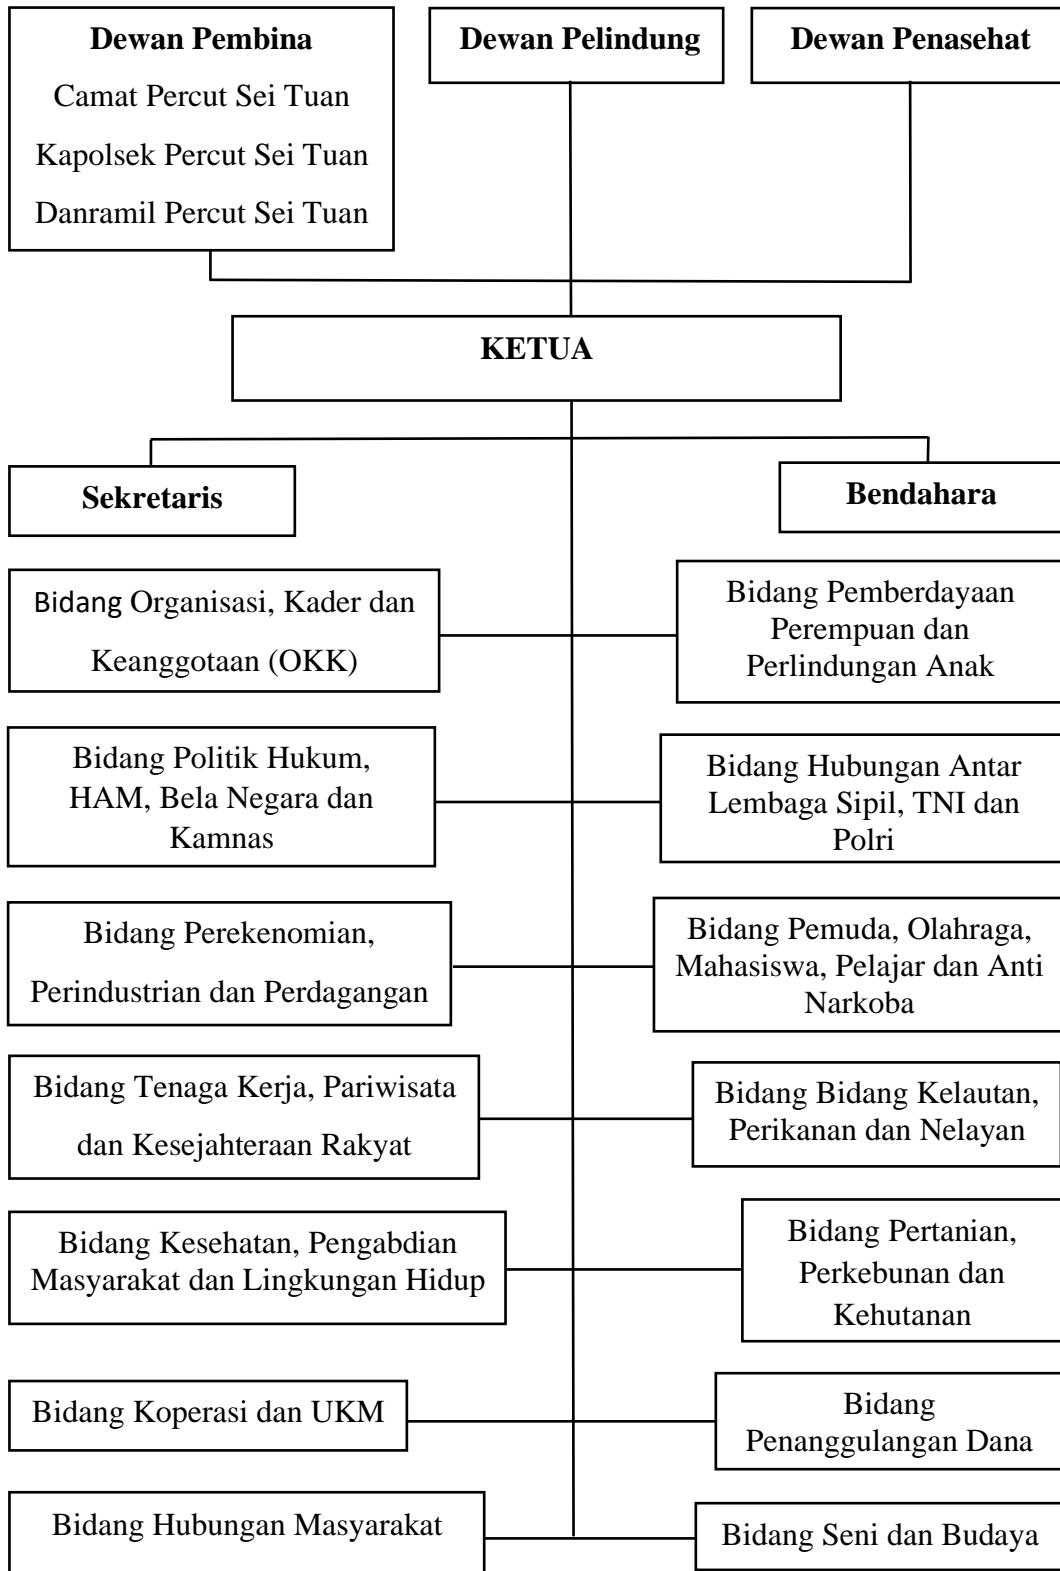 Dewan Pembina
Camat Percut Sei Tuan
Kapolsek Percut Sei Tuan
Danramil Percut Sei Tuan
Dewan Pelindung
Dewan Penasehat
KETUA
Sekretaris
Bendahara
Bidang Organisasi, Kader dan
Keanggotaan (OKK)
Bidang Pemberdayaan
Perempuan dan
Perlindungan Anak
Bidang Politik Hukum,
HAM, Bela Negara dan
Kamnas
Bidang Hubungan Antar
Lembaga Sipil, TNI dan
Polri
Bidang Perekenomian,
Perindustrian dan Perdagangan
Bidang Pemuda, Olahraga,
Mahasiswa, Pelajar dan Anti
Narkoba
Bidang Tenaga Kerja, Pariwisata
dan Kesejahteraan Rakyat
Bidang Bidang Kelautan,
Perikanan dan Nelayan
Bidang Kesehatan, Pengabdian
Masyarakat dan Lingkungan Hidup
Bidang Pertanian,
Perkebunan dan
Kehutanan
Bidang Koperasi dan UKM
Bidang
Penanggulangan Dana
Bidang Hubungan Masyarakat
Bidang Seni dan Budaya